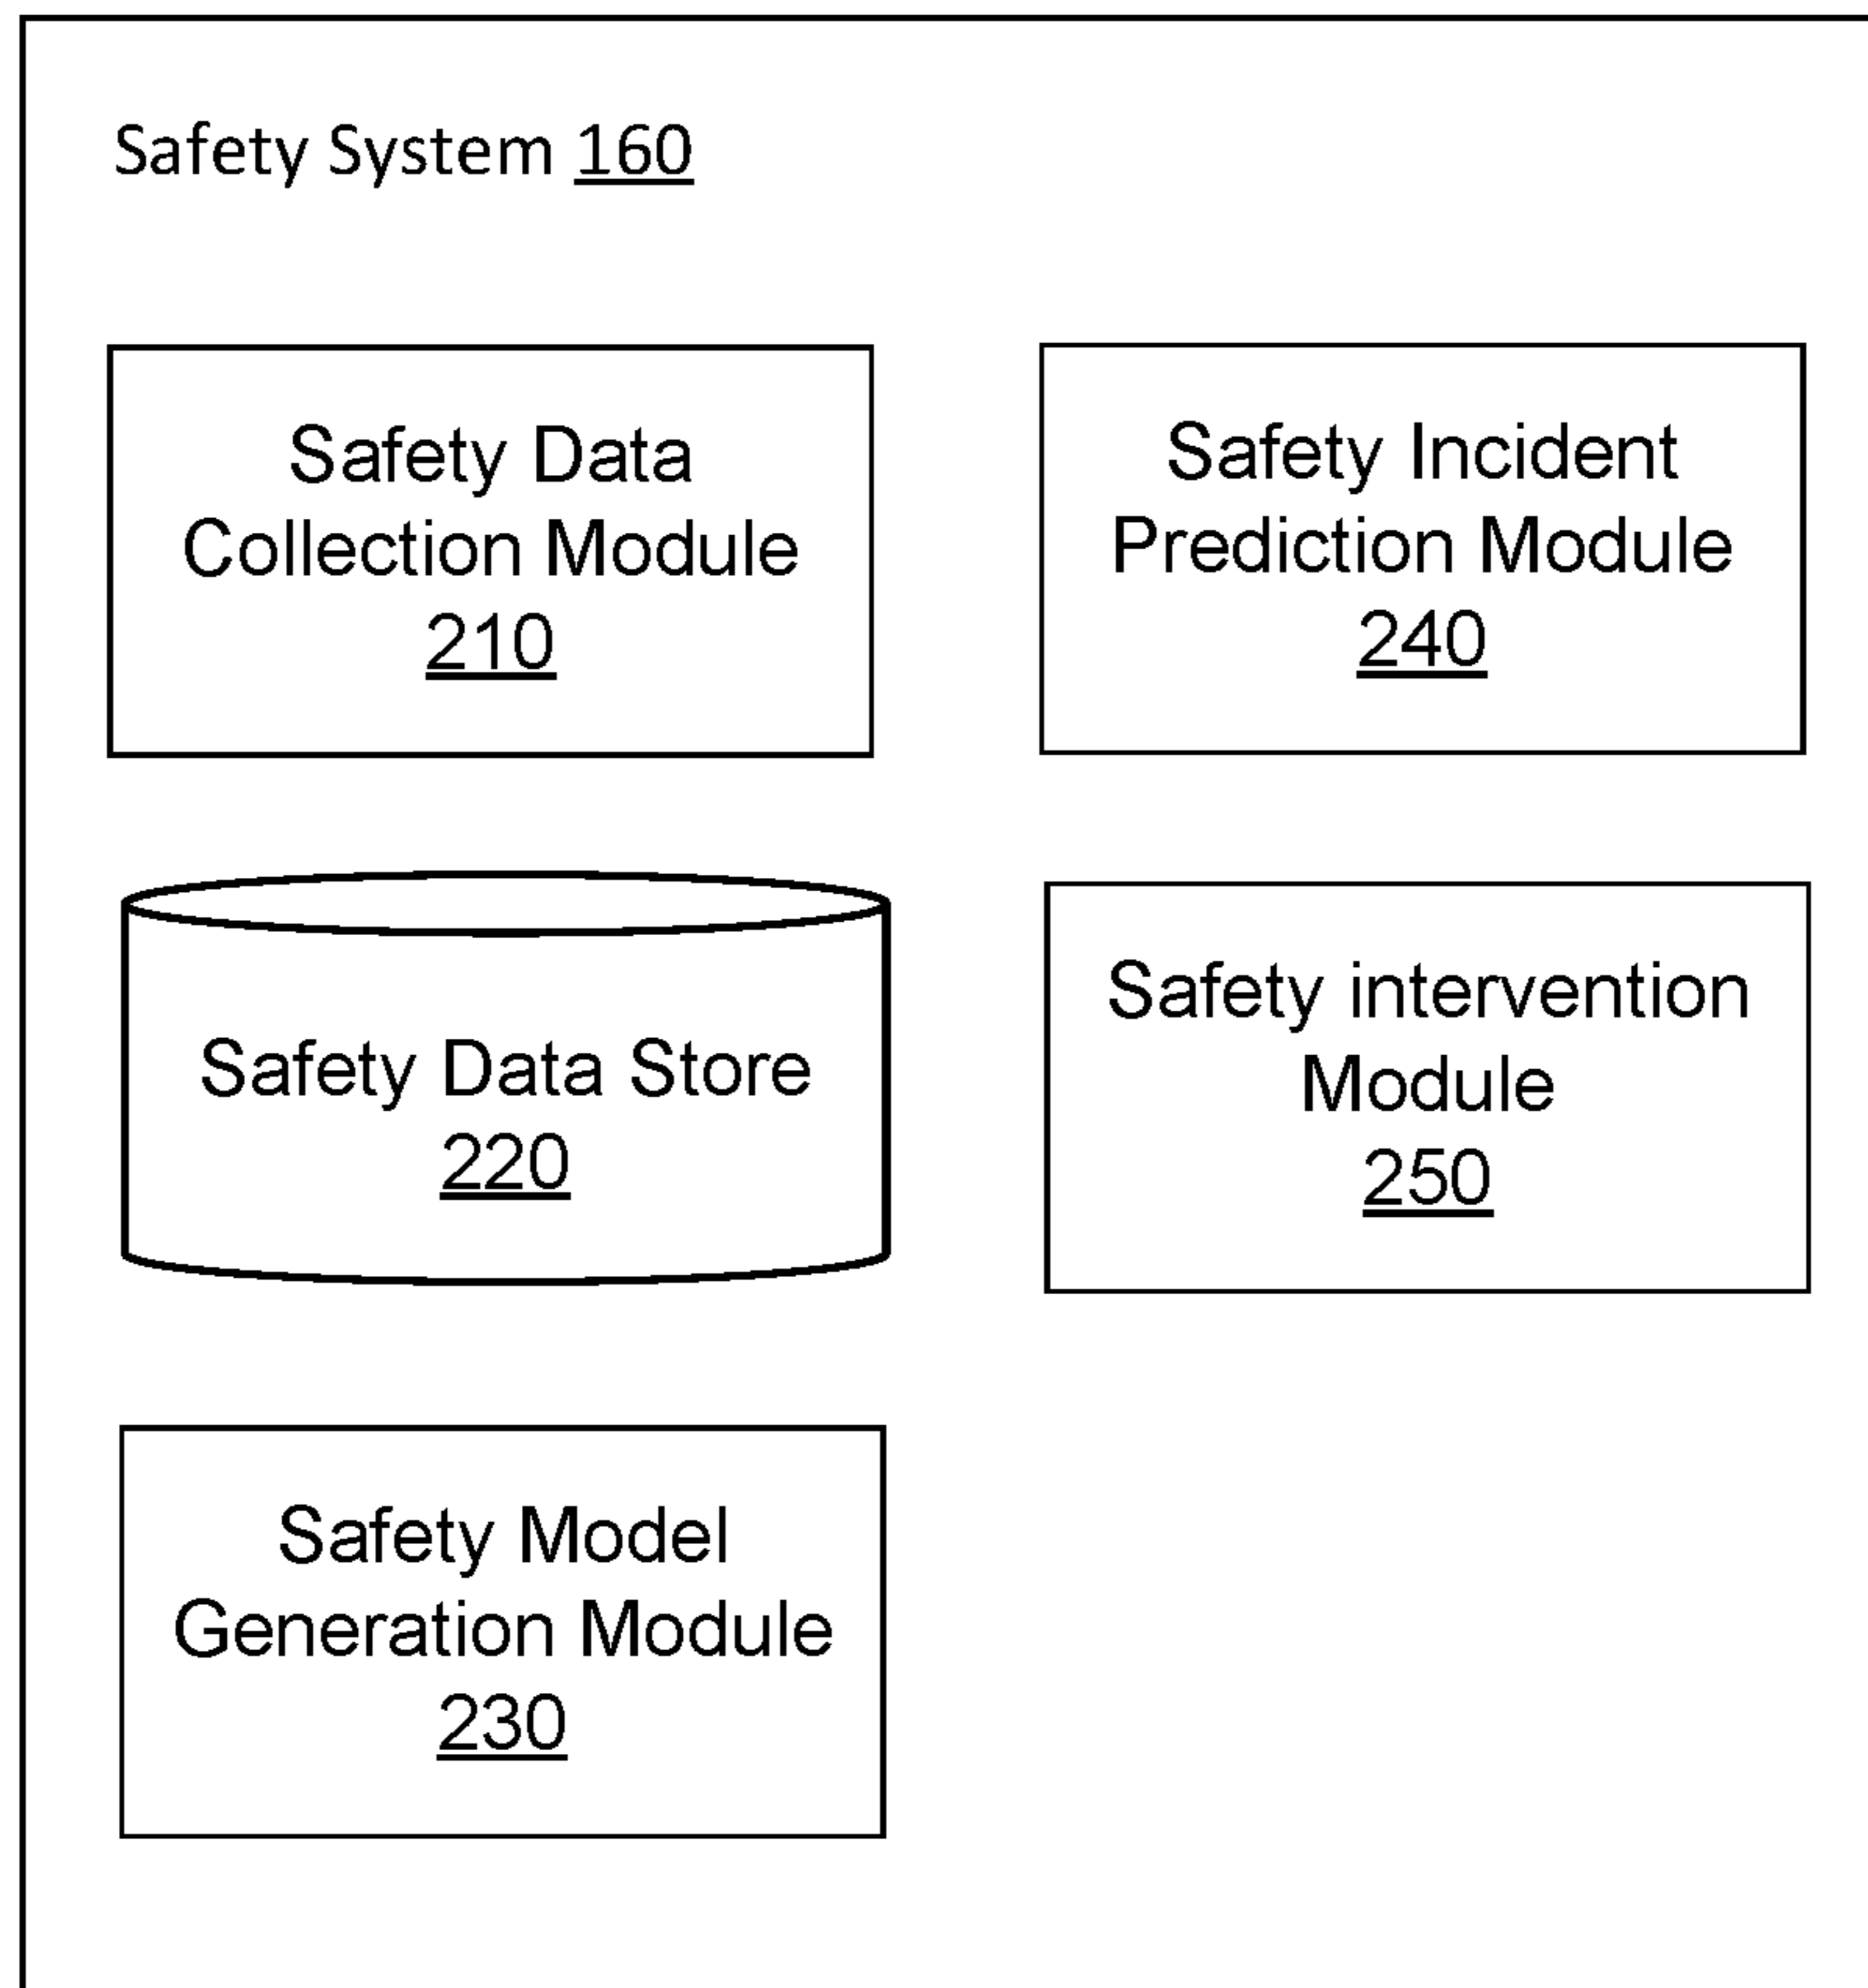 Safety System 160
Safety Data
Collection Module
210
Safety Incident
Prediction Module
240
Safety Data Store
220
Safety intervention
Module
250
Safety Model
Generation Module
230